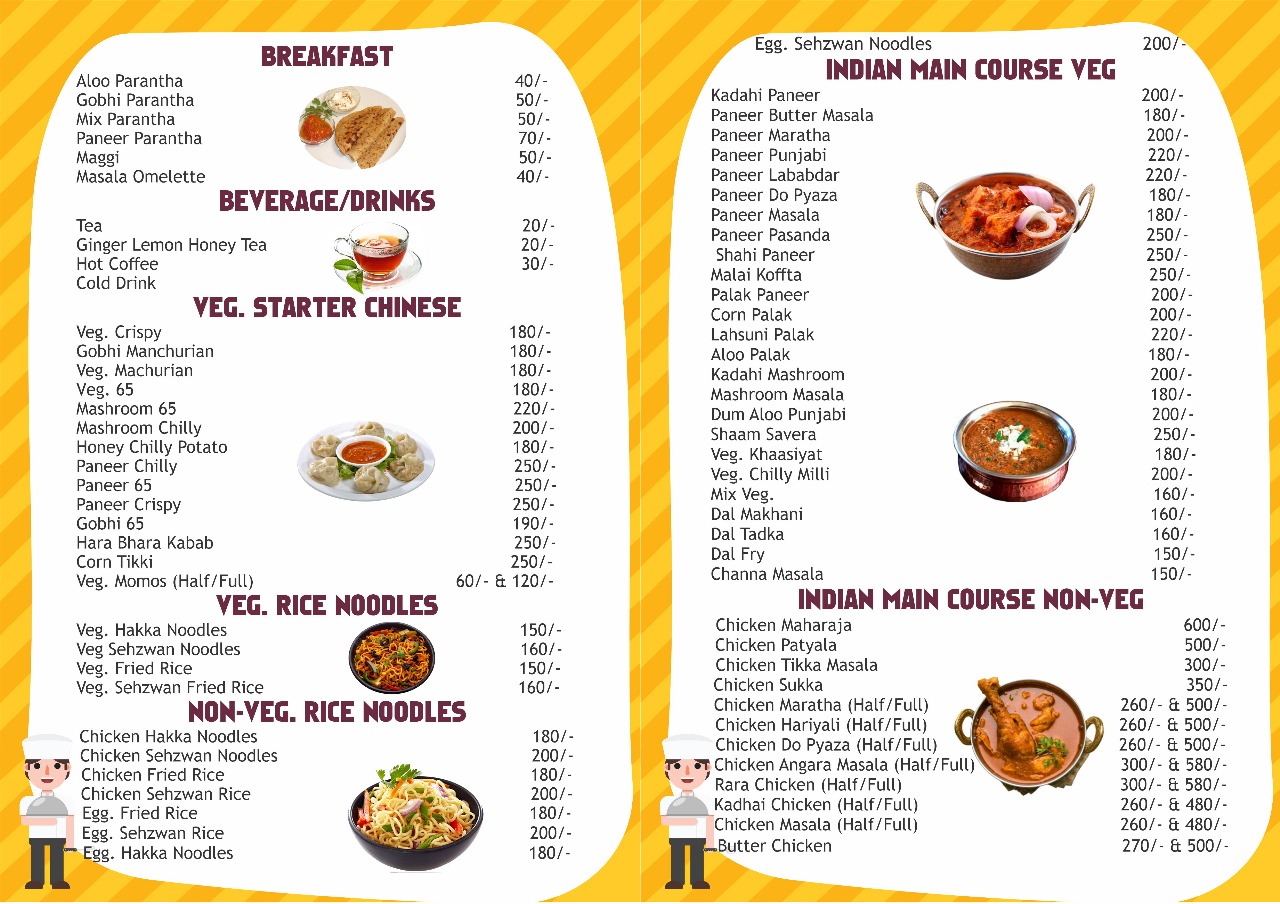 BREAKFAST
Aloo Parantha 40/-
Gobhi Parantha 50/-
Mix Parantha 50/-
Paneer Parantha 70/-
Maggi 50/-
Masala Omelette 40/-
BEVERAGE/DRINKS
Tea 20/-
Ginger Lemon Honey Tea 20/-
Hot Coffee 30/-
Cold Drink
VEG. STARTER CHINESE
Veg. Crispy 180/-
Gobhi Manchurian 180/-
Veg. Machurian 180/-
Veg. 65 180/-
Mashroom 65 220/-
Mashroom Chilly 200/-
Honey Chilly Potato 180/-
Paneer Chilly 250/-
Paneer 65 250/-
Paneer Crispy 250/-
Gobhi 65 190/-
Hara Bhara Kabab 250/-
Corn Tikki 250/-
Veg. Momos (Half/Full) 60/- & 120/-
VEG. RICE NOODLES
Veg. Hakka Noodles 150/-
Veg Sehzwan Noodles 160/-
Veg. Fried Rice 150/-
Veg. Sehzwan Fried Rice 160/-
NON-VEG. RICE NOODLES
Chicken Hakka Noodles 180/-
Chicken Sehzwan Noodles 200/-
Chicken Fried Rice 180/-
Chicken Sehzwan Rice 200/-
Egg. Fried Rice 180/-
Egg. Sehzwan Rice 200/-
Egg. Hakka Noodles 180/-
Egg. Sehzwan Noodles 200/-
INDIAN MAIN COURSE VEG
Kadahi Paneer 200/-
Paneer Butter Masala 180/-
Paneer Maratha 200/-
Paneer Punjabi 220/-
Paneer Lababdar 220/-
Paneer Do Pyaza 180/-
Paneer Masala 180/-
Paneer Pasanda 250/-
Shahi Paneer 250/-
Malai Koffta 250/-
Palak Paneer 200/-
Corn Palak 200/-
Lahsuni Palak 220/-
Aloo Palak 180/-
Kadahi Mashroom 200/-
Mashroom Masala 180/-
Dum Aloo Punjabi 200/-
Shaam Savera 250/-
Veg. Khaasiyat 180/-
Veg. Chilly Milli 200/-
Mix Veg. 160/-
Dal Makhani 160/-
Dal Tadka 160/-
Dal Fry 150/-
Channa Masala 150/-
INDIAN MAIN COURSE NON-VEG
Chicken Maharaja 600/-
Chicken Patyala 500/-
Chicken Tikka Masala 300/-
Chicken Sukka 350/-
Chicken Maratha (Half/Full) 260/- & 500/-
Chicken Hariyali (Half/Full) 260/- & 500/-
Chicken Do Pyaza (Half/Full) 260/- & 500/-
Chicken Angara Masala (Half/Full) 300/- & 580/-
Rara Chicken (Half/Full) 300/- & 580/-
Kadhai Chicken (Half/Full) 260/- & 480/-
Chicken Masala (Half/Full) 260/- & 480/-
Butter Chicken 270/- & 500/-